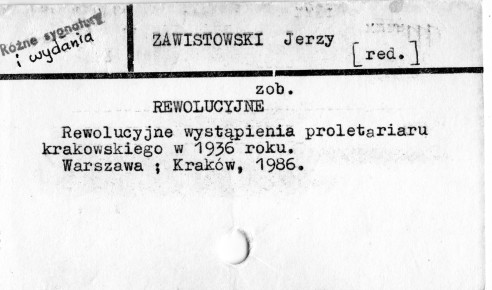 Różne sygnatury
i wydania
ZAWISTOWSKI Jerzy
[red.]
zob.
REWOLUCYJNE
Rewolucyjne wystąpienia proletariaru
krakowskiego w 1936 roku.
Warszawa ; Kraków, 1986.